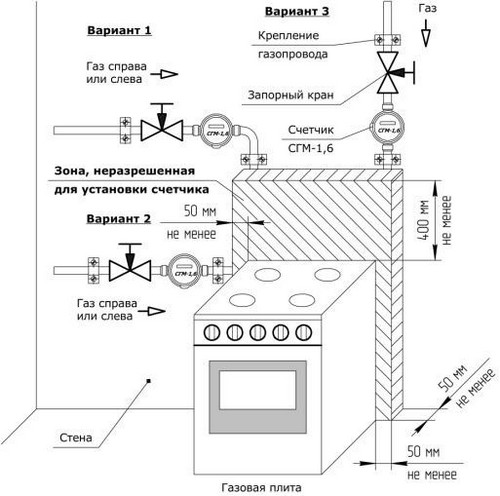 Вариант 1
Вариант 3
Газ
Крепление
газопровода
Газ справа
или слева
Запорный кран
СГМ-1,6
Счетчик
СГМ-1,6
СГМ-1,6
Зона, неразрешенная
для установки счетчика
Вариант 2
50 мм
не менее
400 мм
не менее
СГМ-1,6
Газ справа
или слева
50 мм
не менее
Стена
50 мм
не менее
Газовая плита